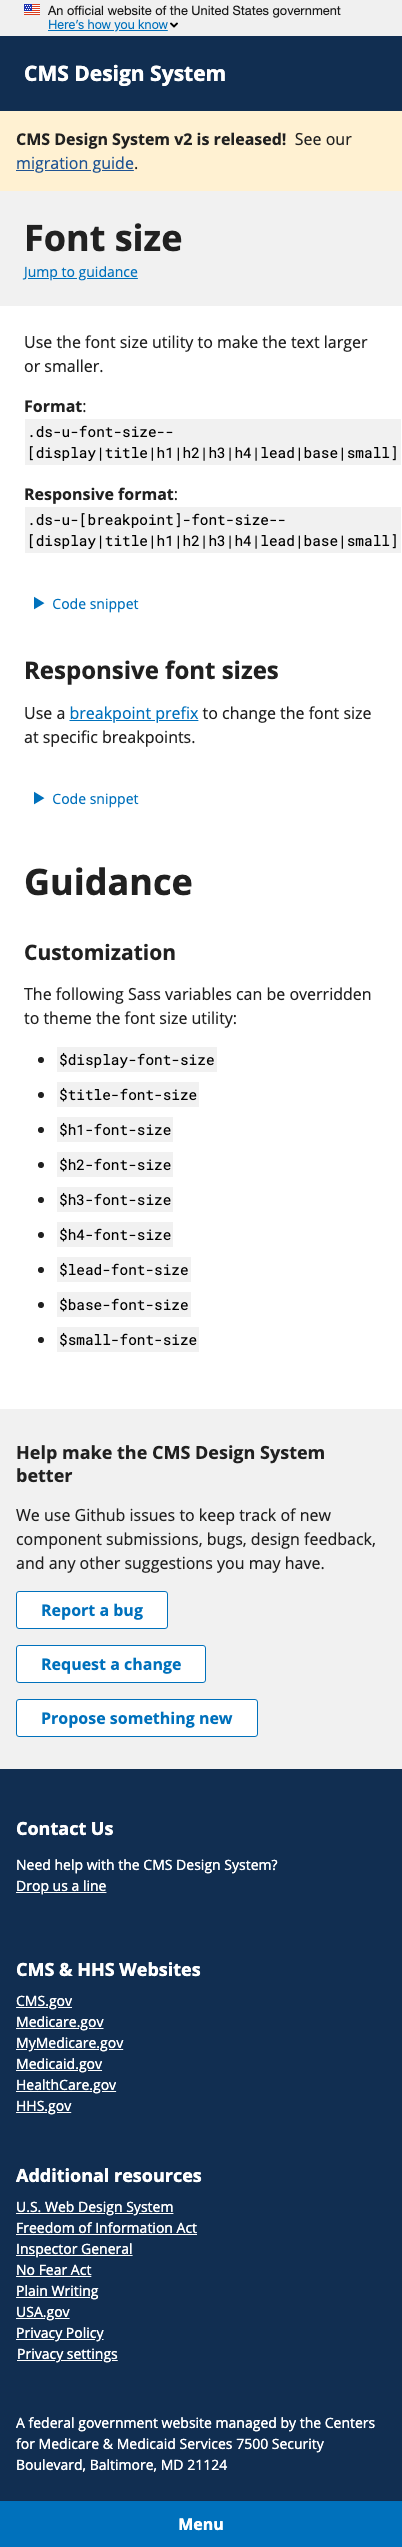 An official website of the United States government
Here's how you know
CMS Design System
CMS Design System v2 is released! See our
migration guide.
Font size
Jump to guidance
Use the font size utility to make the text larger
or smaller.
Format:
.ds-u-font-size--
[display|title|h1|h2|h3|h4|lead|base|small]
Responsive format:
.ds-u-[breakpoint]-font-size--
[display|title|h1|h2|h3|h4|lead|base|small]
Code snippet
Responsive font sizes
Use a breakpoint prefix to change the font size
at specific breakpoints.
Code snippet
Guidance
Customization
The following Sass variables can be overridden
to theme the font size utility:
$display-font-size
$title-font-size
$h1-font-size
$h2-font-size
$h3-font-size
$h4-font-size
$lead-font-size
$base-font-size
$small-font-size
Help make the CMS Design System
better
We use Github issues to keep track of new
component submissions, bugs, design feedback,
and any other suggestions you may have.
Report a bug
Request a change
Propose something new
Contact Us
Need help with the CMS Design System?
Drop us a line
CMS & HHS Websites
CMS.gov
Medicare.gov
MyMedicare.gov
Medicaid.gov
HealthCare.gov
HHS.gov
Additional resources
U.S. Web Design System
Freedom of Information Act
Inspector General
No Fear Act
Plain Writing
USA.gov
Privacy Policy
Privacy settings
A federal government website managed by the Centers
for Medicare & Medicaid Services 7500 Security
Boulevard, Baltimore, MD 21124
Menu